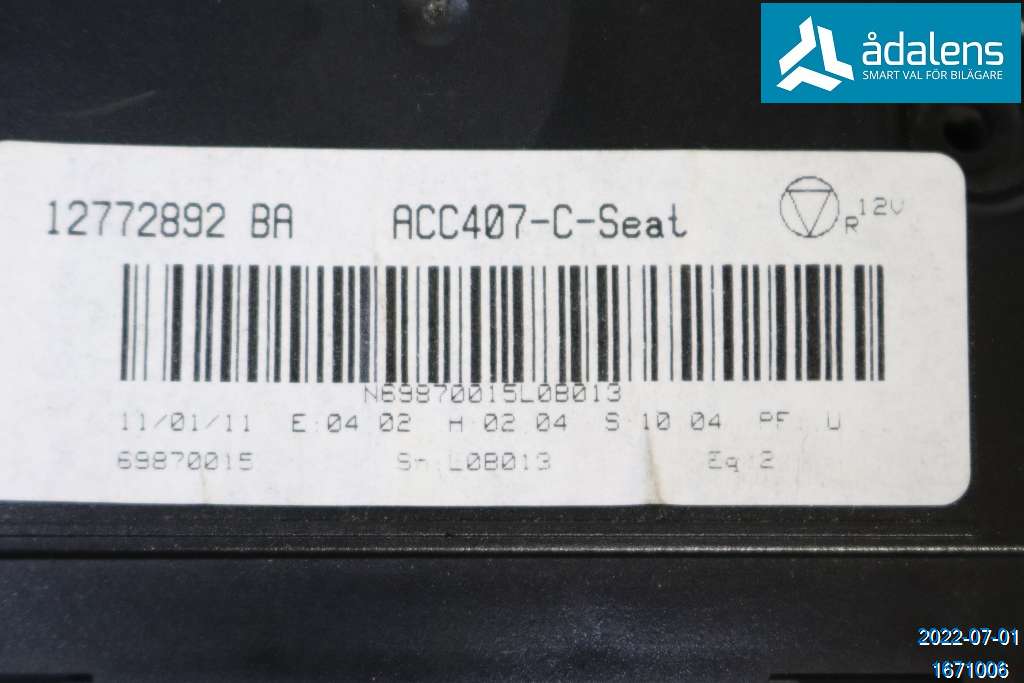 ådalens
SMART VAL FÖR BILÄGARE
12772892 BA ACC407-C-Seat R 12V
N69870015L08013
11/01/11 E:04 02 H:02 04 S:10 04 PF: U
69870015 Sn:L08013 Eq:2
2022-07-01
1671006